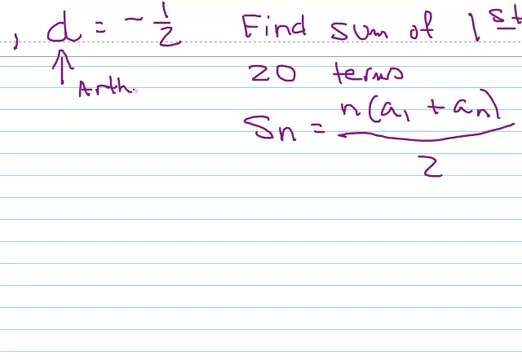 , d = - 1/2 Find sum of 1st
20 terms
Arth.
Sn = n(a1 + an) / 2